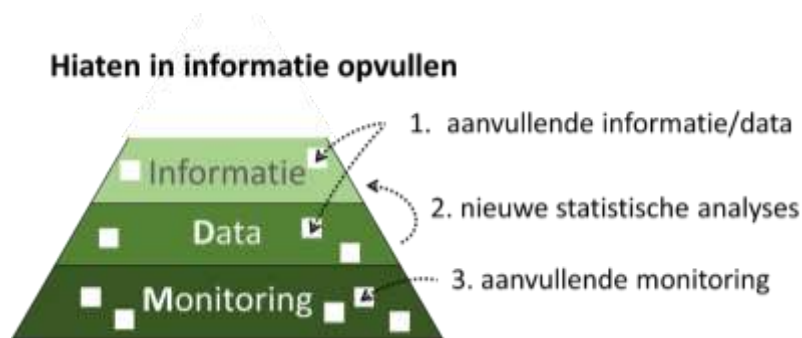 Hiaten in informatie opvullen
1. aanvullende informatie/data
Informatie
2. nieuwe statistische analyses
Data
3. aanvullende monitoring
Monitoring